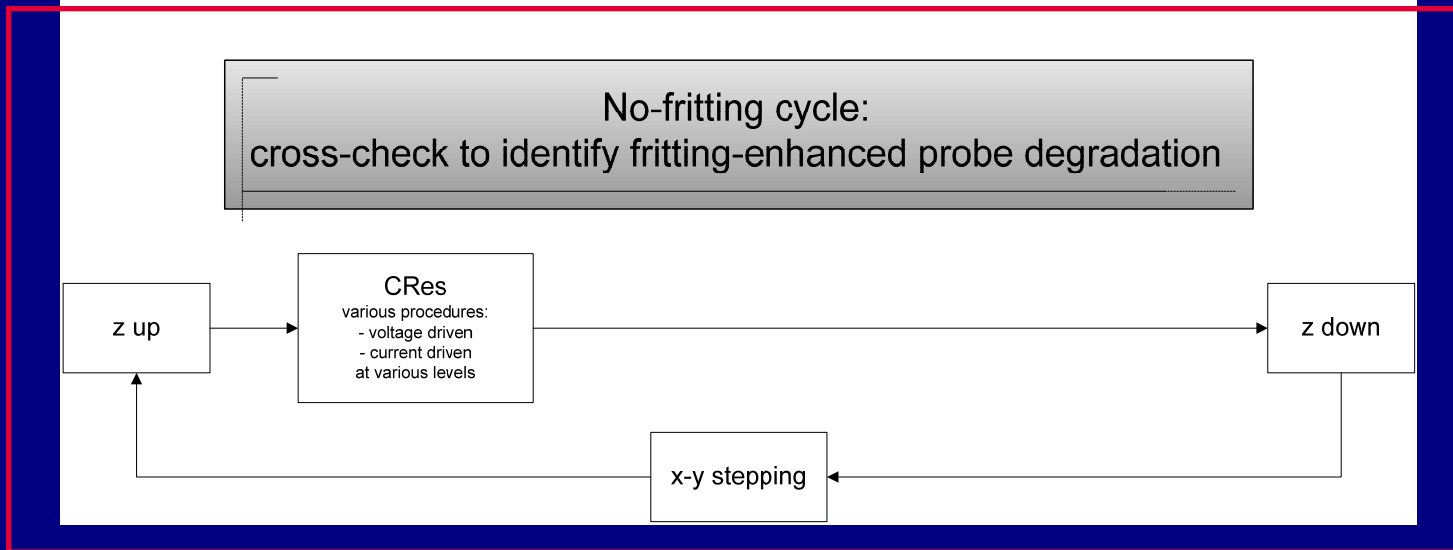 No-fritting cycle:
cross-check to identify fritting-enhanced probe degradation
z up
CRes
various procedures:
- voltage driven
- current driven
at various levels
z down
x-y stepping